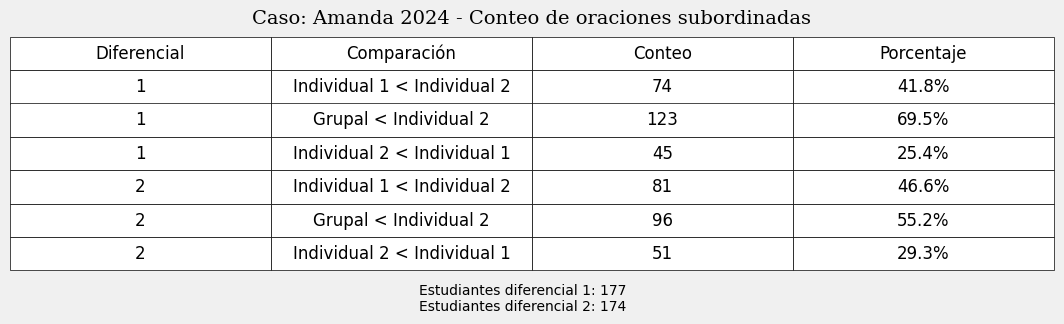 Caso: Amanda 2024 - Conteo de oraciones subordinadas
Diferencial Comparación Conteo Porcentaje
1 Individual 1 < Individual 2 74 41.8%
1 Grupal < Individual 2 123 69.5%
1 Individual 2 < Individual 1 45 25.4%
2 Individual 1 < Individual 2 81 46.6%
2 Grupal < Individual 2 96 55.2%
2 Individual 2 < Individual 1 51 29.3%
Estudiantes diferencial 1: 177
Estudiantes diferencial 2: 174